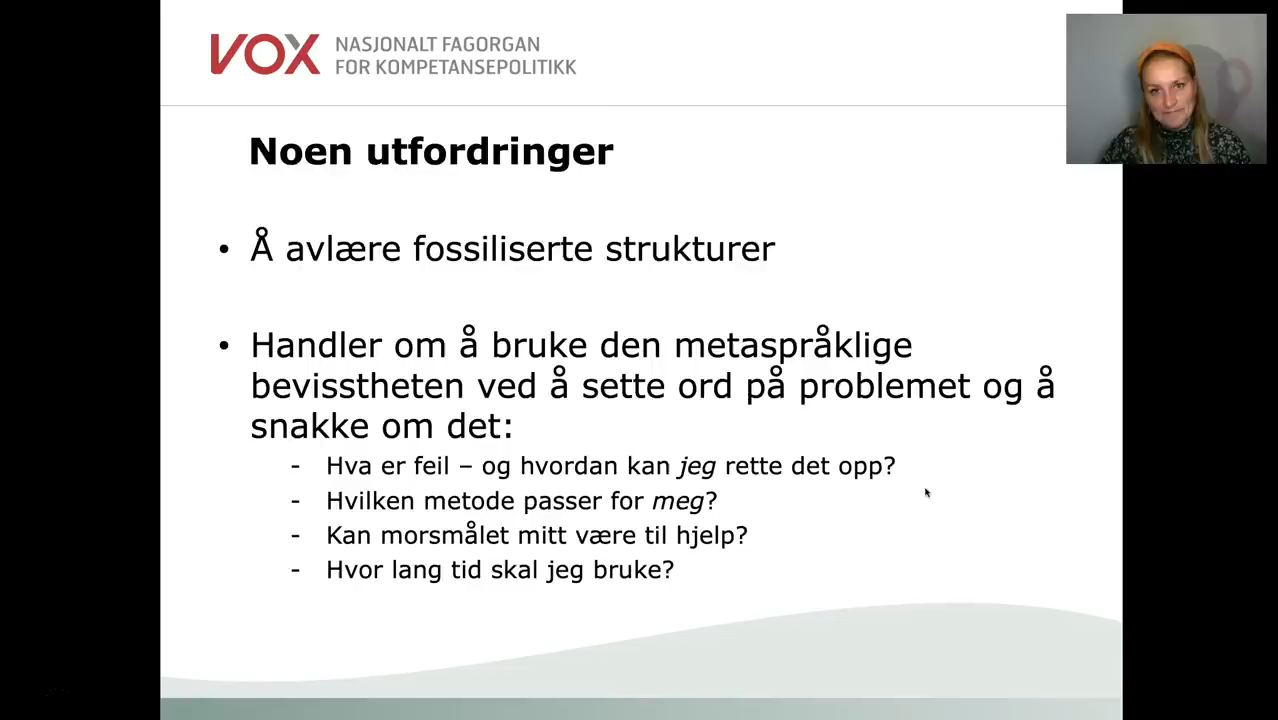 VOX NASJONALT FAGORGAN
FOR KOMPETANSEPOLITIKK
Noen utfordringer
• Å avlære fossiliserte strukturer
• Handler om å bruke den metaspråklige
bevisstheten ved å sette ord på problemet og å
snakke om det:
- Hva er feil – og hvordan kan jeg rette det opp?
- Hvilken metode passer for meg?
- Kan morsmålet mitt være til hjelp?
- Hvor lang tid skal jeg bruke?